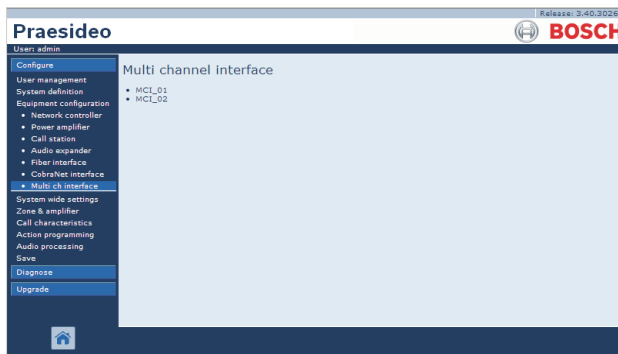 Release: 3.40.3026
Praesideo
BOSCH
User: admin
Configure
User management
System definition
Equipment configuration
• Network controller
• Power amplifier
• Call station
• Audio expander
• Fiber interface
• CobraNet interface
• Multi ch interface
System wide settings
Zone & amplifier
Call characteristics
Action programming
Audio processing
Save
Diagnose
Upgrade
Multi channel interface
• MCI_01
• MCI_02